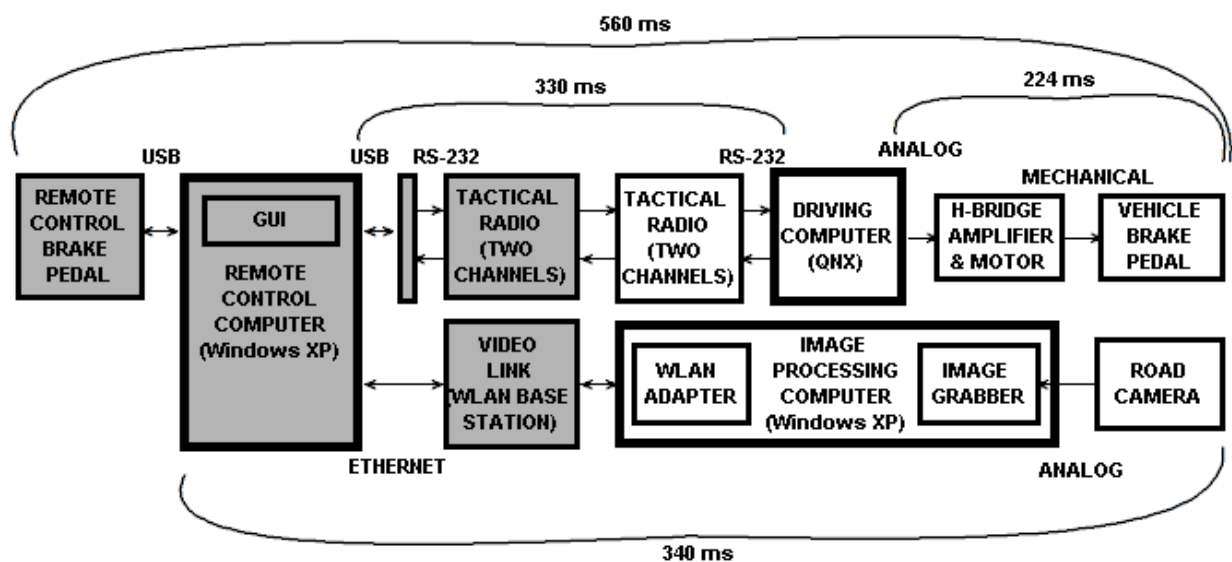 560 ms
330 ms
224 ms
USB
USB
RS-232
RS-232
ANALOG
MECHANICAL
REMOTE
CONTROL
BRAKE
PEDAL
GUI
REMOTE
CONTROL
COMPUTER
(Windows XP)
TACTICAL
RADIO
(TWO
CHANNELS)
TACTICAL
RADIO
(TWO
CHANNELS)
DRIVING
COMPUTER
(QNX)
H-BRIDGE
AMPLIFIER
& MOTOR
VEHICLE
BRAKE
PEDAL
VIDEO
LINK
(WLAN BASE
STATION)
WLAN
ADAPTER
IMAGE
PROCESSING
COMPUTER
(Windows XP)
IMAGE
GRABBER
ROAD
CAMERA
ETHERNET
ANALOG
340 ms